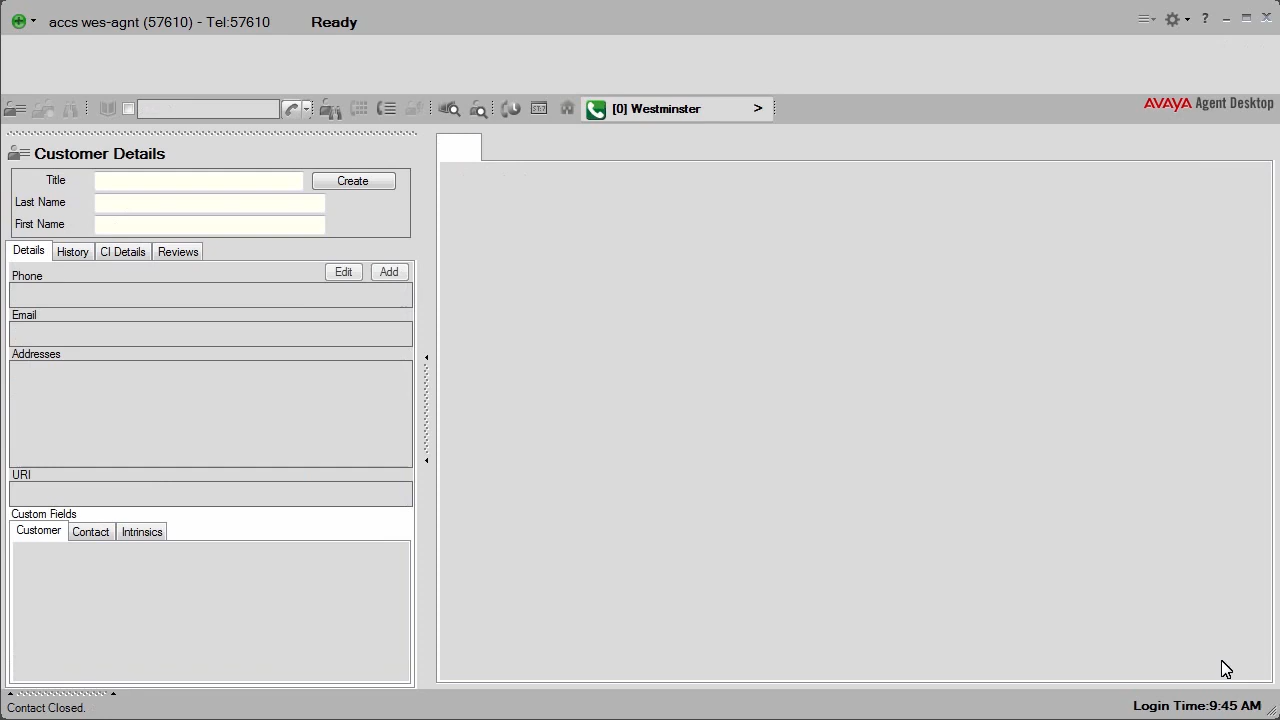 accs wes-agnt (57610) - Tel:57610 Ready
?
[0] Westminster >
AVAYA Agent Desktop
Customer Details
Title Create
Last Name
First Name
Details History CI Details Reviews
Phone Edit Add
Email
Addresses
URI
Custom Fields
Customer Contact Intrinsics
Contact Closed. Login Time:9:45 AM